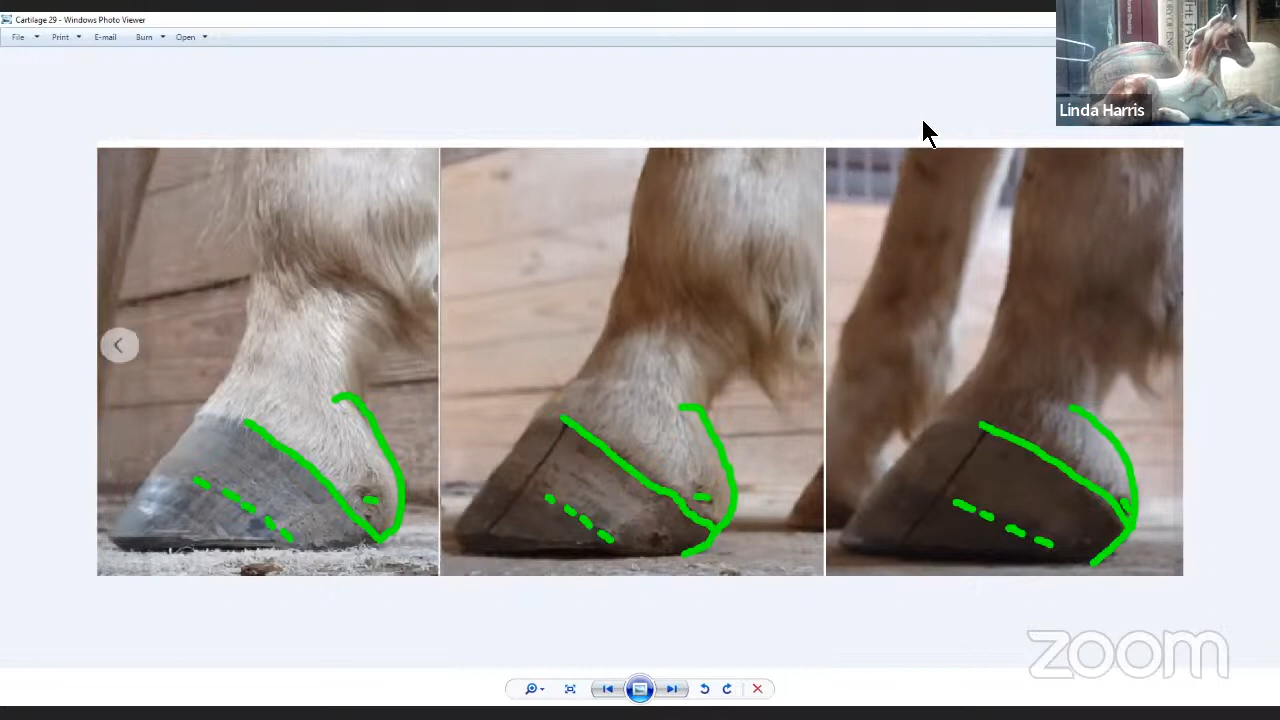 Cartilage 29 - Windows Photo Viewer
File Print E-mail Burn Open
Linda Harris
zoom